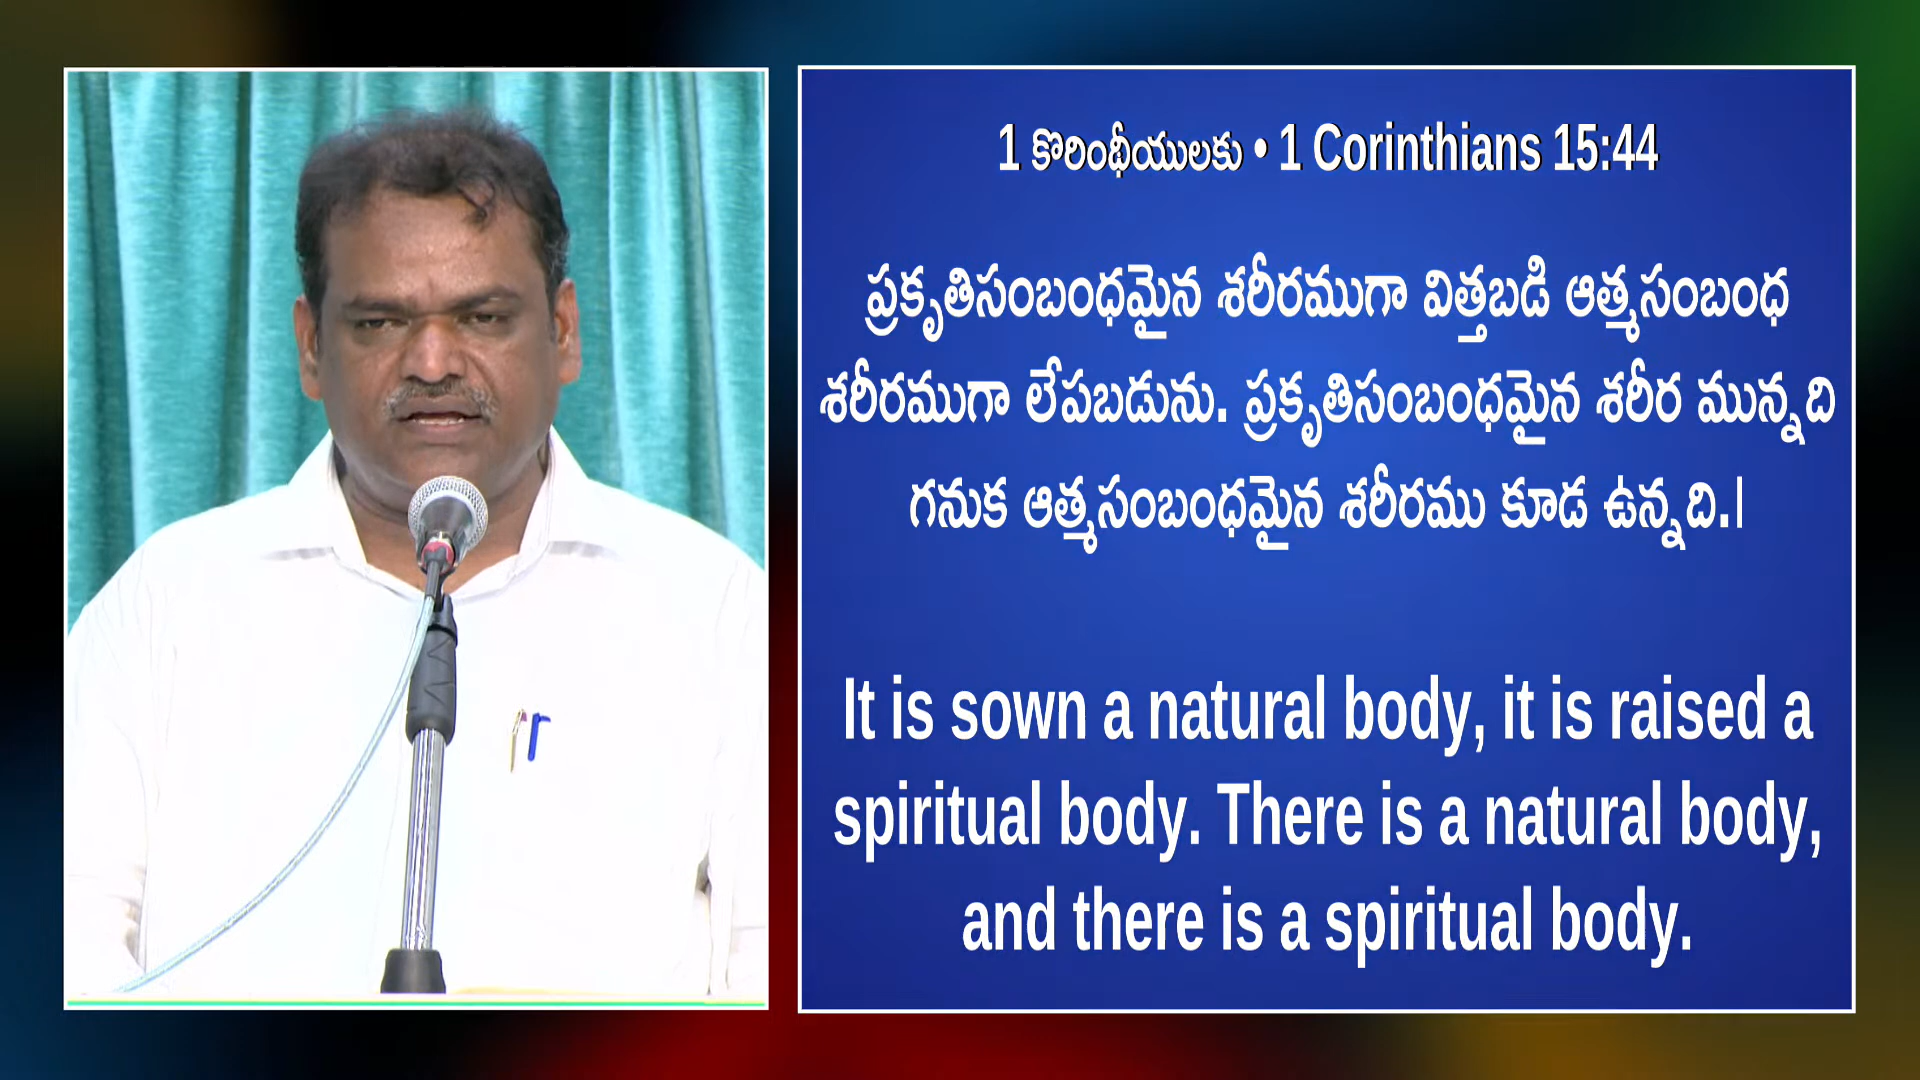 1 కొరింథీయులకు • 1 Corinthians 15:44
ప్రకృతిసంబంధమైన శరీరముగా విత్తబడి ఆత్మసంబంధ
శరీరముగా లేపబడును. ప్రకృతిసంబంధమైన శరీర మున్నది
గనుక ఆత్మసంబంధమైన శరీరము కూడ ఉన్నది.|
It is sown a natural body, it is raised a
spiritual body. There is a natural body,
and there is a spiritual body.